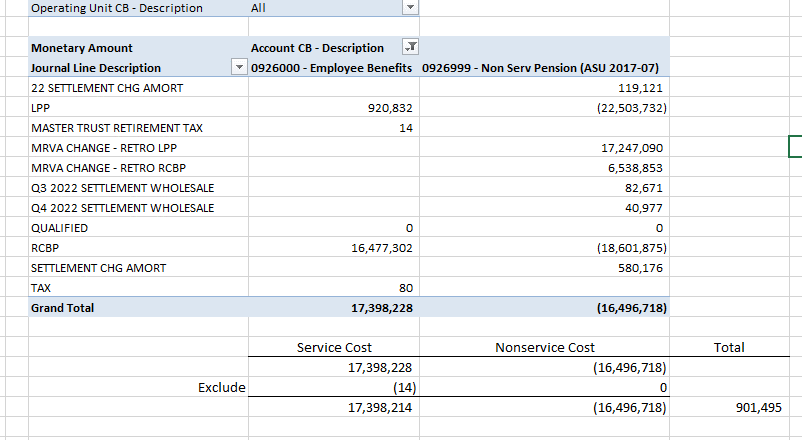 Operating Unit CB - Description All
Monetary Amount Account CB - Description
Journal Line Description 0926000 - Employee Benefits 0926999 - Non Serv Pension (ASU 2017-07)
22 SETTLEMENT CHG AMORT 119,121
LPP 920,832 (22,503,732)
MASTER TRUST RETIREMENT TAX 14
MRVA CHANGE - RETRO LPP 17,247,090
MRVA CHANGE - RETRO RCBP 6,538,853
Q3 2022 SETTLEMENT WHOLESALE 82,671
Q4 2022 SETTLEMENT WHOLESALE 40,977
QUALIFIED 0 0
RCBP 16,477,302 (18,601,875)
SETTLEMENT CHG AMORT 580,176
TAX 80
Grand Total 17,398,228 (16,496,718)
Service Cost Nonservice Cost Total
17,398,228 (16,496,718)
Exclude (14) 0
17,398,214 (16,496,718) 901,495